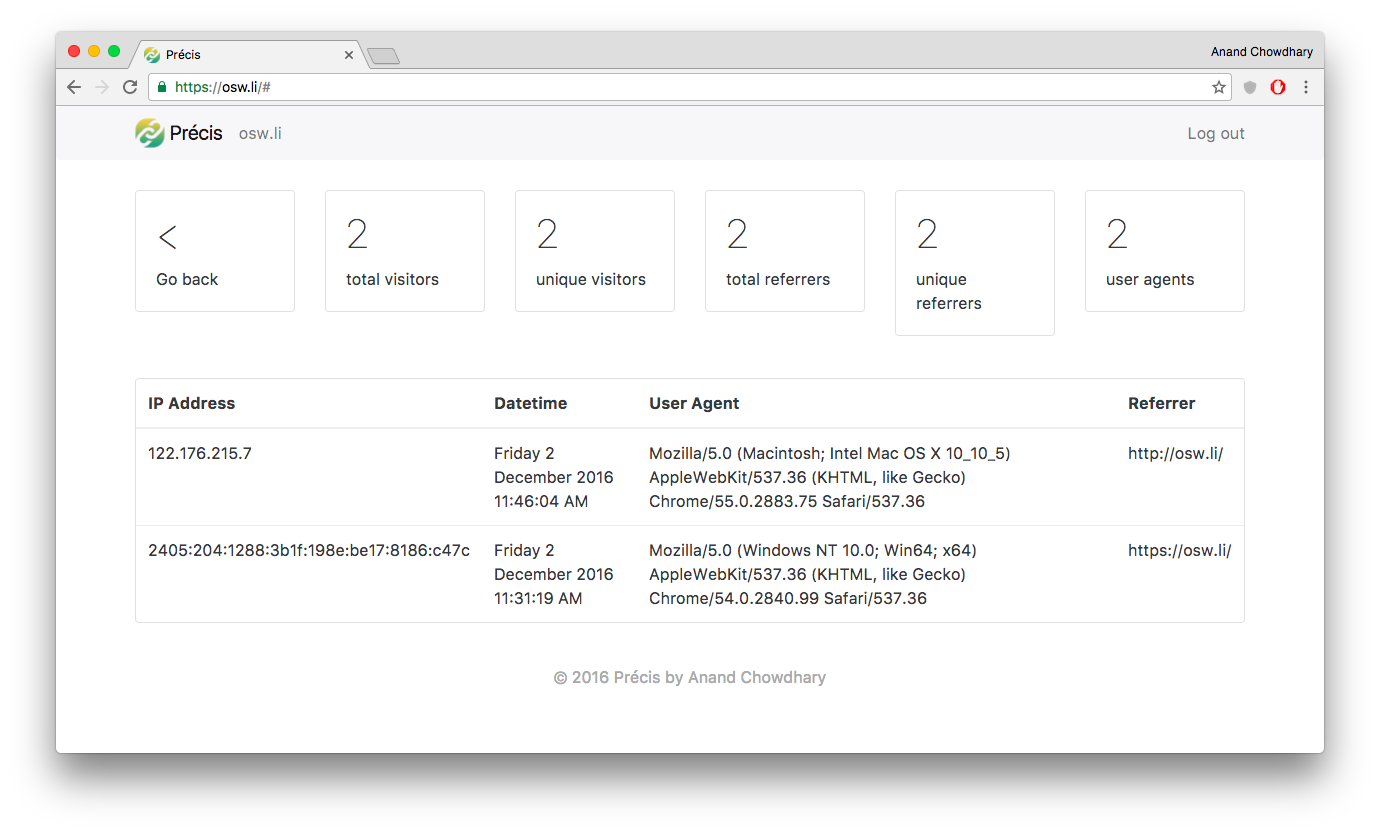 Précis
Anand Chowdhary
https://osw.li/#
Précis osw.li
Log out
<
Go back
2
total visitors
2
unique visitors
2
total referrers
2
unique
referrers
2
user agents
IP Address Datetime User Agent Referrer
122.176.215.7
Friday 2
December 2016
11:46:04 AM
Mozilla/5.0 (Macintosh; Intel Mac OS X 10_10_5)
AppleWebKit/537.36 (KHTML, like Gecko)
Chrome/55.0.2883.75 Safari/537.36
http://osw.li/
2405:204:1288:3b1f:198e:be17:8186:c47c
Friday 2
December 2016
11:31:19 AM
Mozilla/5.0 (Windows NT 10.0; Win64; x64)
AppleWebKit/537.36 (KHTML, like Gecko)
Chrome/54.0.2840.99 Safari/537.36
https://osw.li/
© 2016 Précis by Anand Chowdhary